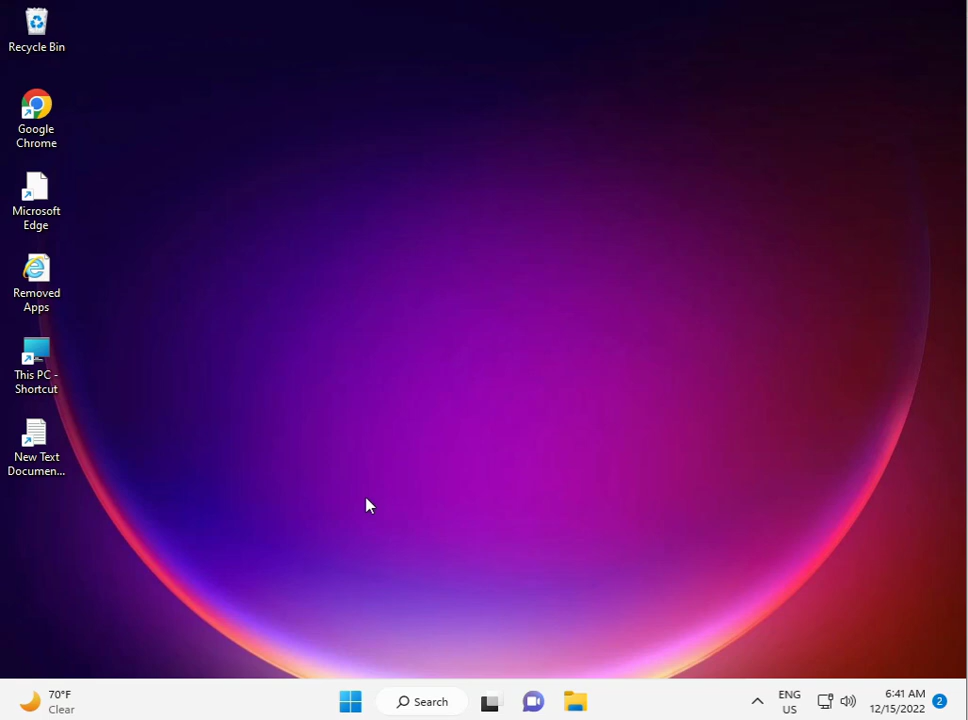 Recycle Bin
Google
Chrome
Microsoft
Edge
Removed
Apps
This PC -
Shortcut
New Text
Documen...
70°F
Clear
Search
ENG
US
6:41 AM
12/15/2022
2